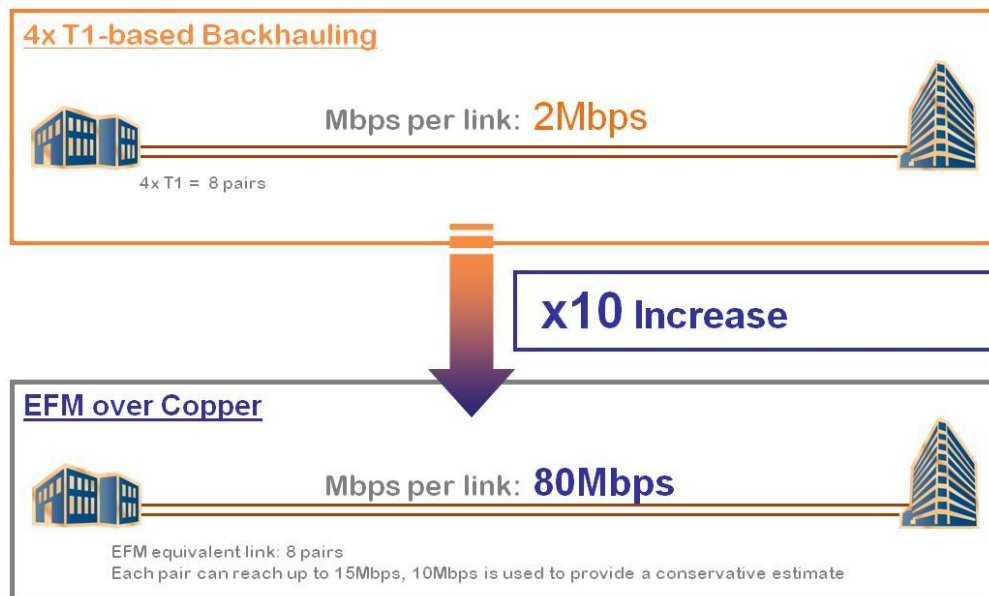 4x T1-based Backhauling
Mbps per link: 2Mbps
4x T1 = 8 pairs
x10 Increase
EFM over Copper
Mbps per link: 80Mbps
EFM equivalent link: 8 pairs
Each pair can reach up to 15Mbps, 10Mbps is used to provide a conservative estimate